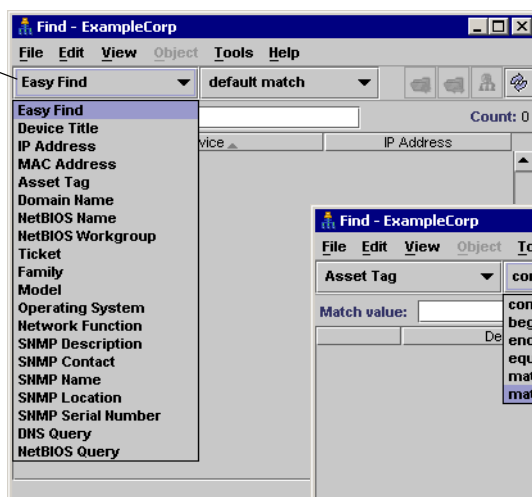 Find - ExampleCorp
File Edit View Object Tools Help
Easy Find default match
Count: 0
IP Address
Easy Find
Device Title
IP Address
MAC Address
Asset Tag
Domain Name
NetBIOS Name
NetBIOS Workgroup
Ticket
Family
Model
Operating System
Network Function
SNMP Description
SNMP Contact
SNMP Name
SNMP Location
SNMP Serial Number
DNS Query
NetBIOS Query
Find - ExampleCorp
File Edit View Object
Asset Tag
Match value: